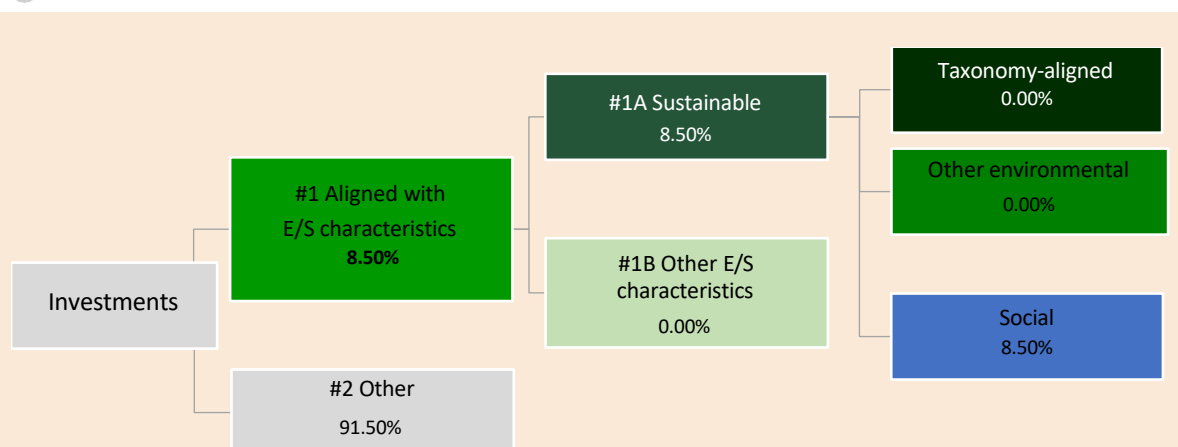 Investments
#1 Aligned with
E/S characteristics
8.50%
#2 Other
91.50%
#1A Sustainable
8.50%
#1B Other E/S
characteristics
0.00%
Taxonomy-aligned
0.00%
Other environmental
0.00%
Social
8.50%